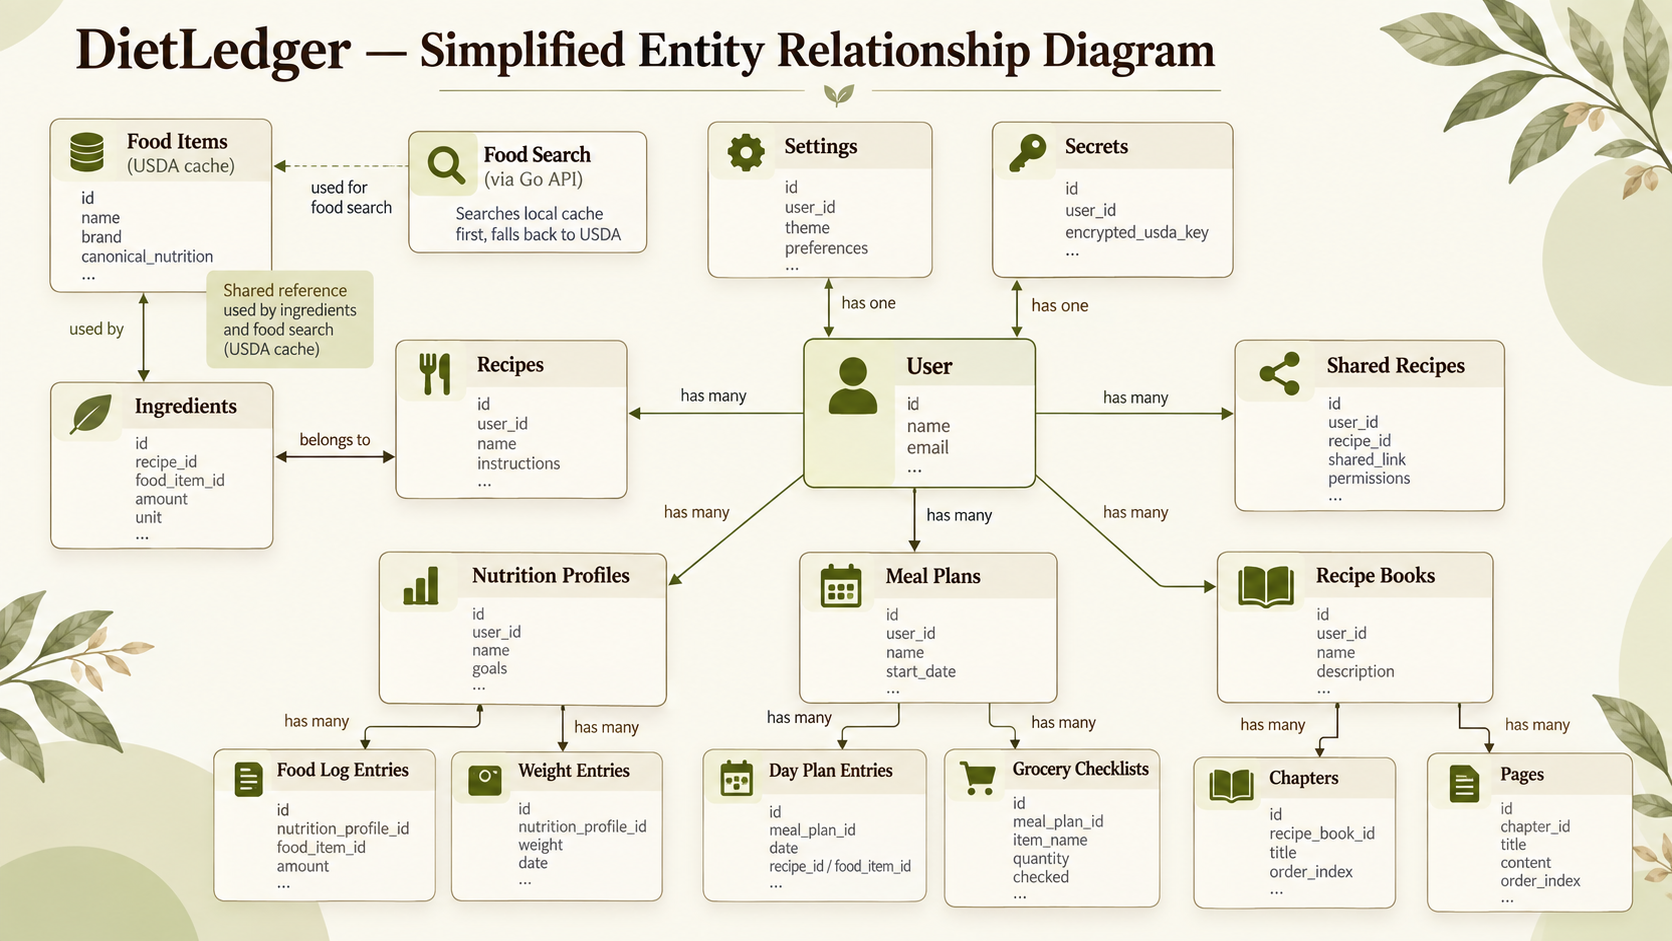 DietLedger — Simplified Entity Relationship Diagram
Food Items
(USDA cache)
id
name
brand
canonical_nutrition
...
used for
food search
Food Search
(via Go API)
Searches local cache
first, falls back to USDA
Settings
id
user_id
theme
preferences
...
Secrets
id
user_id
encrypted_usda_key
...
Shared reference
used by ingredients
and food search
(USDA cache)
used by
has one
has one
Ingredients
id
recipe_id
food_item_id
amount
unit
...
belongs to
Recipes
id
user_id
name
instructions
...
has many
User
id
name
email
...
has many
Shared Recipes
id
user_id
recipe_id
shared_link
permissions
...
has many
has many
has many
Nutrition Profiles
id
user_id
name
goals
...
Meal Plans
id
user_id
name
start_date
...
Recipe Books
id
user_id
name
description
...
has many
has many
has many
has many
has many
has many
Food Log Entries
id
nutrition_profile_id
food_item_id
amount
...
Weight Entries
id
nutrition_profile_id
weight
date
...
Day Plan Entries
id
meal_plan_id
date
recipe_id / food_item_id
...
Grocery Checklists
id
meal_plan_id
item_name
quantity
checked
...
Chapters
id
recipe_book_id
title
order_index
...
Pages
id
chapter_id
title
content
order_index
...